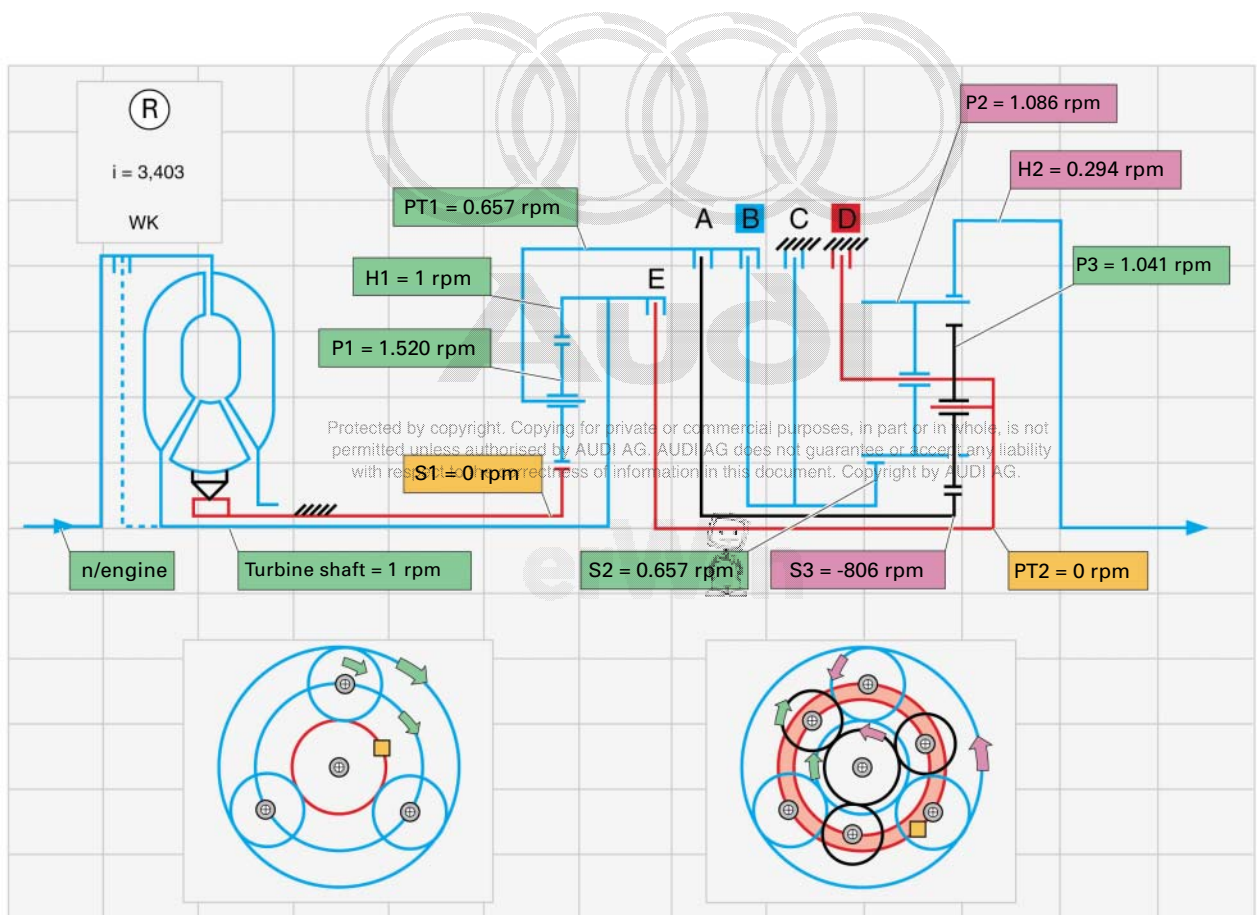 R
i = 3,403
WK
P2 = 1.086 rpm
H2 = 0.294 rpm
PT1 = 0.657 rpm
A
B
C
D
P3 = 1.041 rpm
H1 = 1 rpm
E
P1 = 1.520 rpm
Audi
Protected by copyright. Copying for private or commercial purposes, in part or in whole, is not
permitted unless authorised by AUDI AG. AUDI AG does not guarantee or accept any liability
with respect to the correctness of information in this document. Copyright by AUDI AG.
S1 = 0 rpm
erWin
n/engine
Turbine shaft = 1 rpm
S2 = 0.657 rpm
S3 = -806 rpm
PT2 = 0 rpm